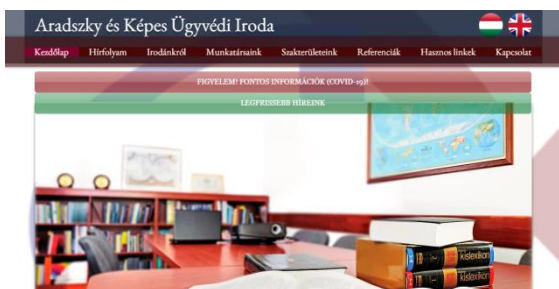 Aradszky és Képes Ügyvédi Iroda
Kezdőlap Hírfolyam Irodánkról Munkatársaink Szakterületeink Referenciák Hasznos linkek Kapcsolat
FIGYELEM! FONTOS INFORMÁCIÓK (COVID-19)!
LEGFRISSEBB HÍREINK
kislexikon
kislexikon